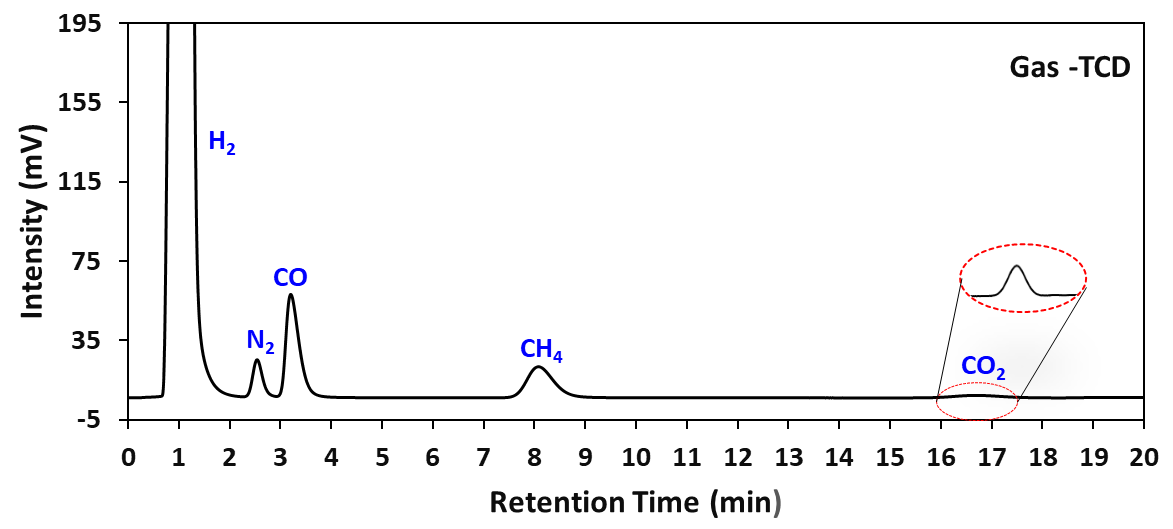 195
Gas -TCD
155
H₂
115
75
CO
35
N₂
CH₄
CO₂
-5
0 1 2 3 4 5 6 7 8 9 10 11 12 13 14 15 16 17 18 19 20
Intensity (mV)
Retention Time (min)